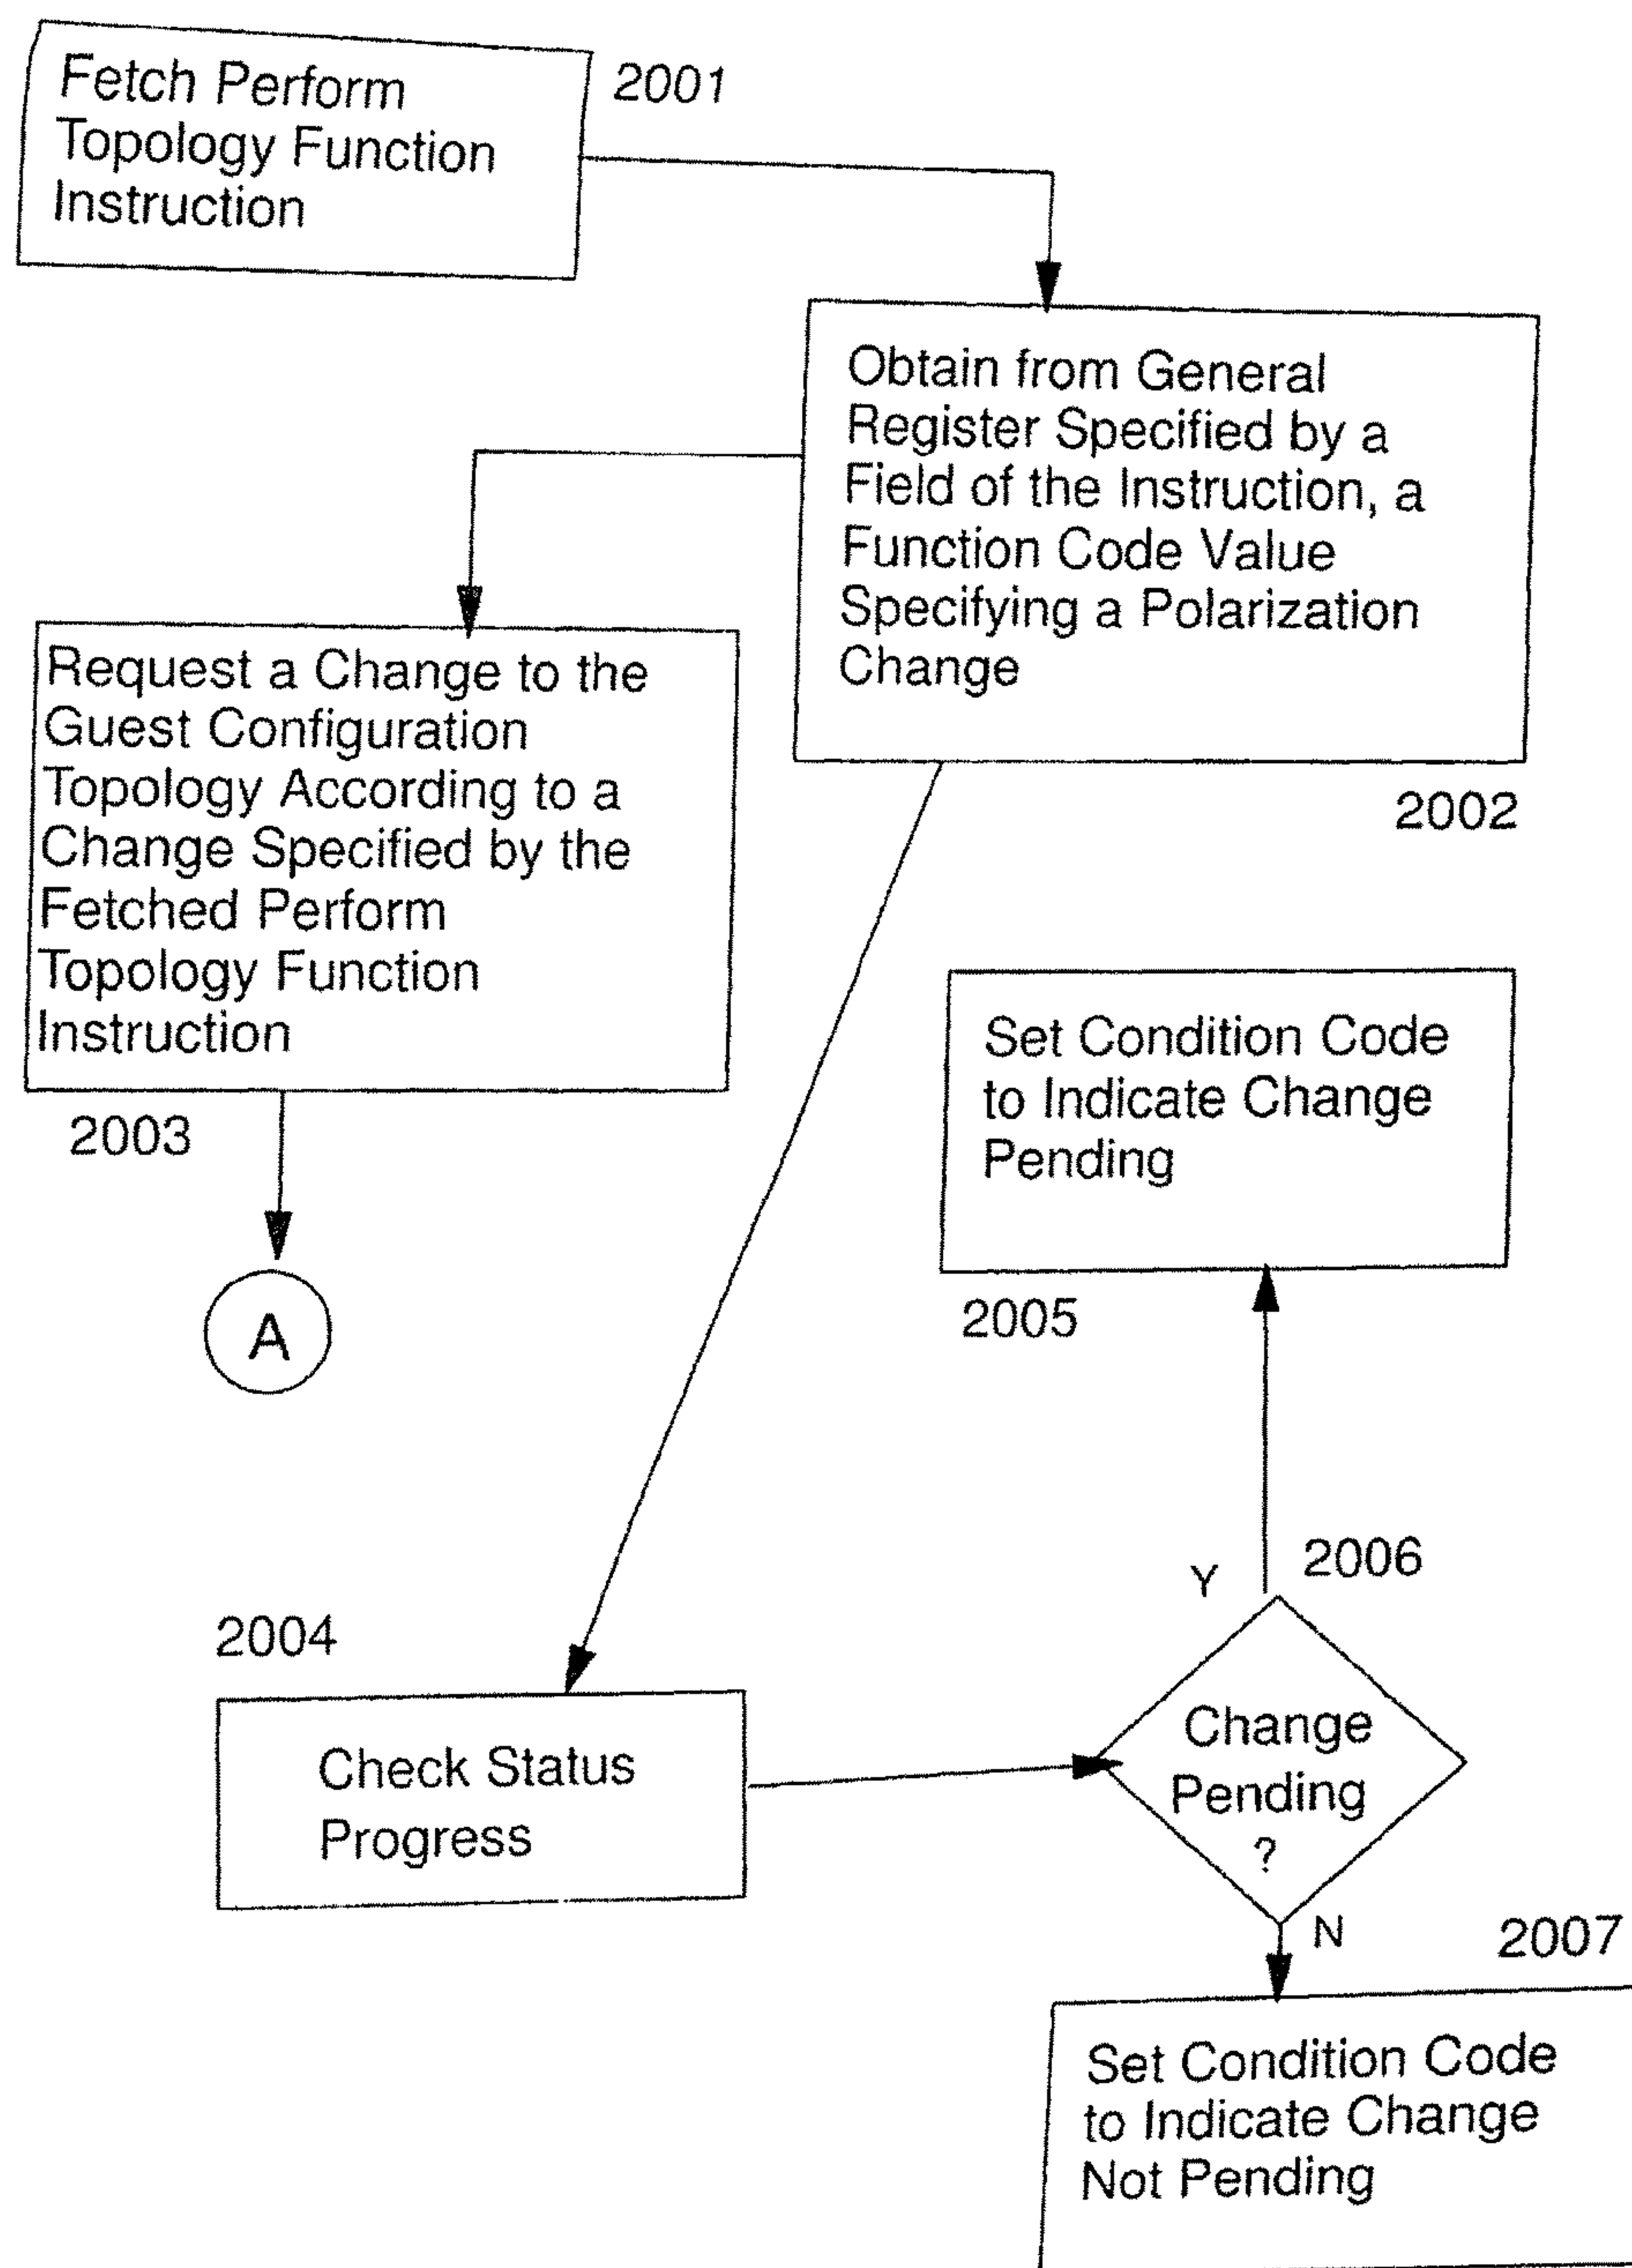 Fetch Perform
Topology Function
Instruction
2001
Obtain from General
Register Specified by a
Field of the Instruction, a
Function Code Value
Specifying a Polarization
Change
2002
Request a Change to the
Guest Configuration
Topology According to a
Change Specified by the
Fetched Perform
Topology Function
Instruction
2003
A
Set Condition Code
to Indicate Change
Pending
2005
2004
Check Status
Progress
Y
2006
Change
Pending
?
N
2007
Set Condition Code
to Indicate Change
Not Pending